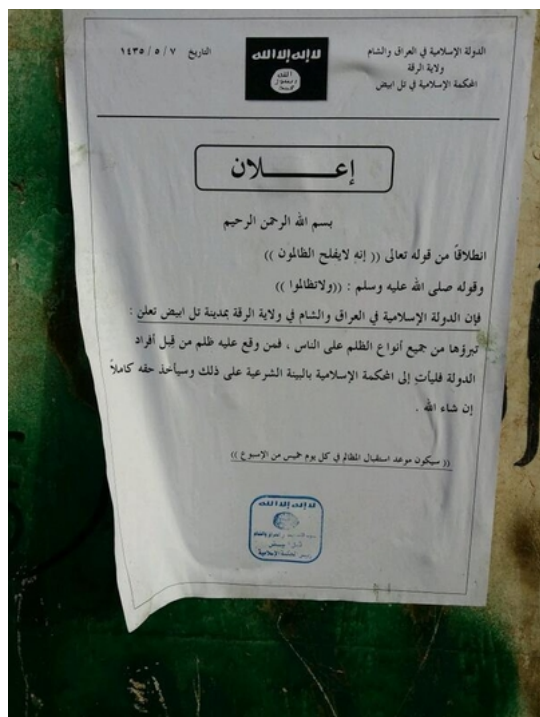 الدولة الإسلامية في العراق والشام
ولاية الرقة
المحكمة الإسلامية في تل ابيض
لا إله إلا الله
التاريخ ٧ / ٥ / ١٤٣٥
إعـــــــلان
بسم الله الرحمن الرحيم
انطلاقاً من قوله تعالى (( إنه لايفلح الظالمون ))
وقوله صلى الله عليه وسلم : ((ولاتظالموا ))
فإن الدولة الإسلامية في العراق والشام في ولاية الرقة بمدينة تل ابيض تعلن :
تبرؤها من جميع أنواع الظلم على الناس ، فمن وقع عليه ظلم من قِبل أفراد
الدولة فليأتِ إلى المحكمة الإسلامية بالبينة الشرعية على ذلك وسيأخذ حقه كاملاً
إن شاء الله .
(( سيكون موعد استقبال المظالم في كل يوم خميس من الإسبوع ))
لا إله إلا الله